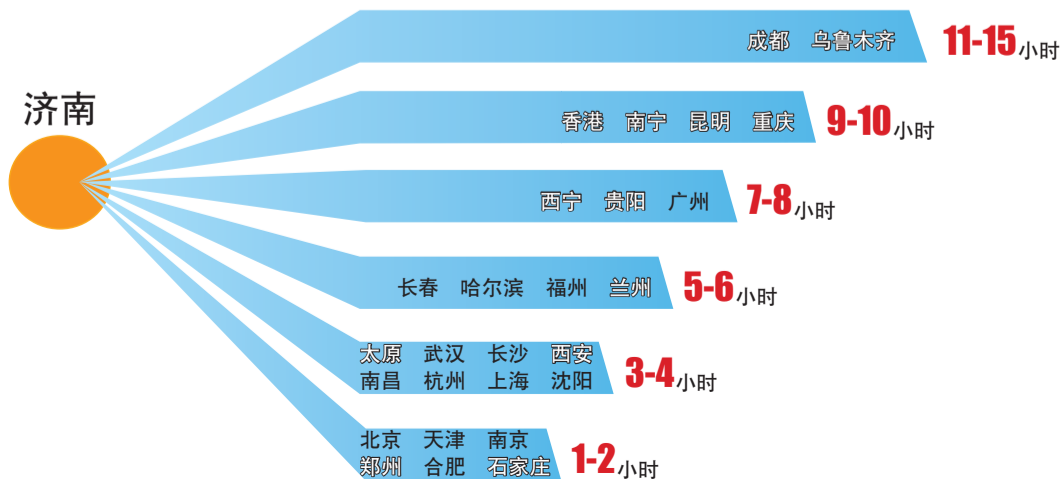 济南
成都 乌鲁木齐 11-15小时
香港 南宁 昆明 重庆 9-10小时
西宁 贵阳 广州 7-8小时
长春 哈尔滨 福州 兰州 5-6小时
太原 武汉 长沙 西安
南昌 杭州 上海 沈阳
3-4小时
北京 天津 南京
郑州 合肥 石家庄
1-2小时